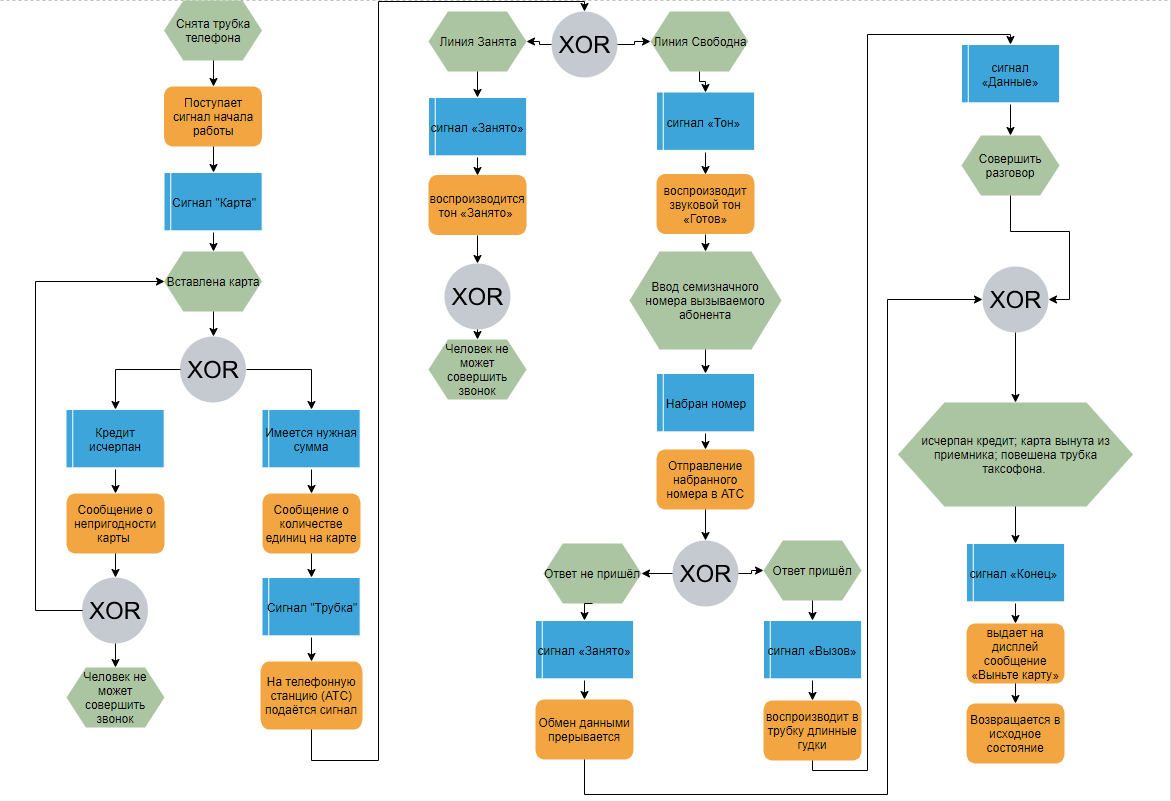 Снята трубка
телефона
Поступает
сигнал начала
работы
Сигнал "Карта"
Вставлена карта
XOR
Кредит
исчерпан
Сообщение о
непригодности
карты
XOR
Человек не
может
совершить
звонок
Имеется нужная
сумма
Сообщение о
количестве
единиц на карте
Сигнал "Трубка"
На телефонную
станцию (АТС)
подаётся сигнал
XOR
Линия Занята
сигнал «Занято»
воспроизводится
тон «Занято»
XOR
Человек не
может
совершить
звонок
Линия Свободна
сигнал «Тон»
воспроизводит
звуковой тон
«Готов»
Ввод семизначного
номера вызываемого
абонента
Набран номер
Отправление
набранного
номера в АТС
XOR
Ответ не пришёл
сигнал «Занято»
Обмен данными
прерывается
Ответ пришёл
сигнал «Вызов»
воспроизводит в
трубку длинные
гудки
сигнал
«Данные»
Совершить
разговор
XOR
исчерпан кредит; карта вынута из
приемника; повешена трубка
таксофона.
сигнал «Конец»
выдает на
дисплей
сообщение
«Выньте карту»
Возвращается в
исходное
состояние